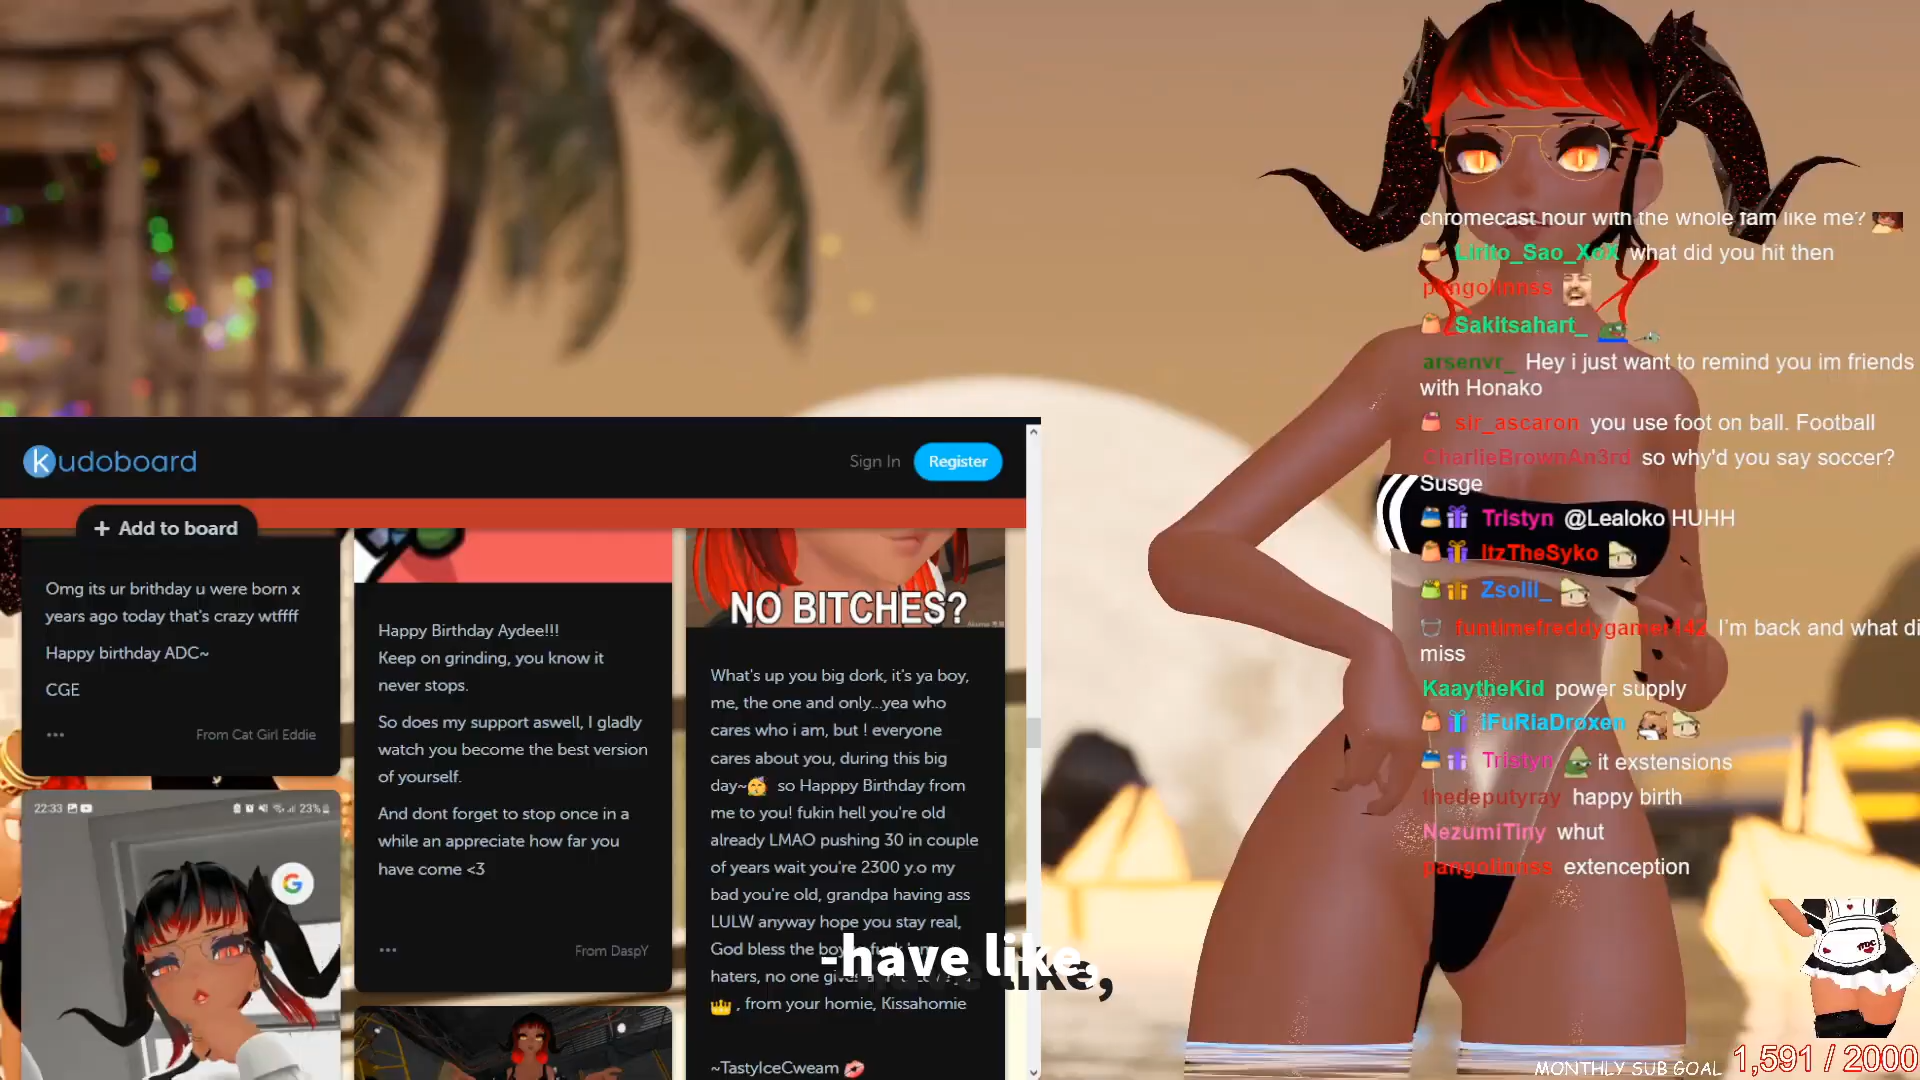 kudoboard
Sign In
Register
+ Add to board
Omg its ur brithday u were born x
years ago today that's crazy wtffff
Happy birthday ADC~
CGE
From Cat Girl Eddie
22:33
23%
G
Happy Birthday Aydee!!!
Keep on grinding, you know it
never stops.
So does my support aswell, I gladly
watch you become the best version
of yourself.
And dont forget to stop once in a
while an appreciate how far you
have come <3
From DaspY
NO BITCHES?
What's up you big dork, it's ya boy,
me, the one and only...yea who
cares who i am, but ! everyone
cares about you, during this big
day~🥳 so Happpy Birthday from
me to you! fukin hell you're old
already LMAO pushing 30 in couple
of years wait you're 2300 y.o my
bad you're old, grandpa having ass
LULW anyway hope you stay real,
God bless the boy
haters, no one
👑 , from your homie, Kissahomie
~TastyIceCweam 💋
-have like,
chromecast hour with the whole fam like me?
Lirito_Sao_XoX what did you hit then
pangolinnss
Sakitsahart_
arsenvr_ Hey i just want to remind you im friends
with Honako
sir_ascaron you use foot on ball. Football
CharlieBrownAn3rd so why'd you say soccer?
Susge
Tristyn @Lealoko HUHH
ItzTheSyko
Zsolll_
funtimefreddygamer142 I'm back and what di
miss
KaaytheKid power supply
iFuRiaDroxen
Tristyn it exstensions
thedeputyray happy birth
NezumiTiny whut
pangolinnss extenception
MONTHLY SUB GOAL 1,591 / 2000